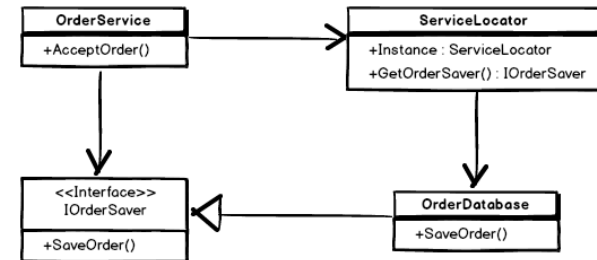 OrderService
+AcceptOrder()
ServiceLocator
+Instance : ServiceLocator
+GetOrderSaver() : IOrderSaver
<<Interface>>
IOrderSaver
+SaveOrder()
OrderDatabase
+SaveOrder()